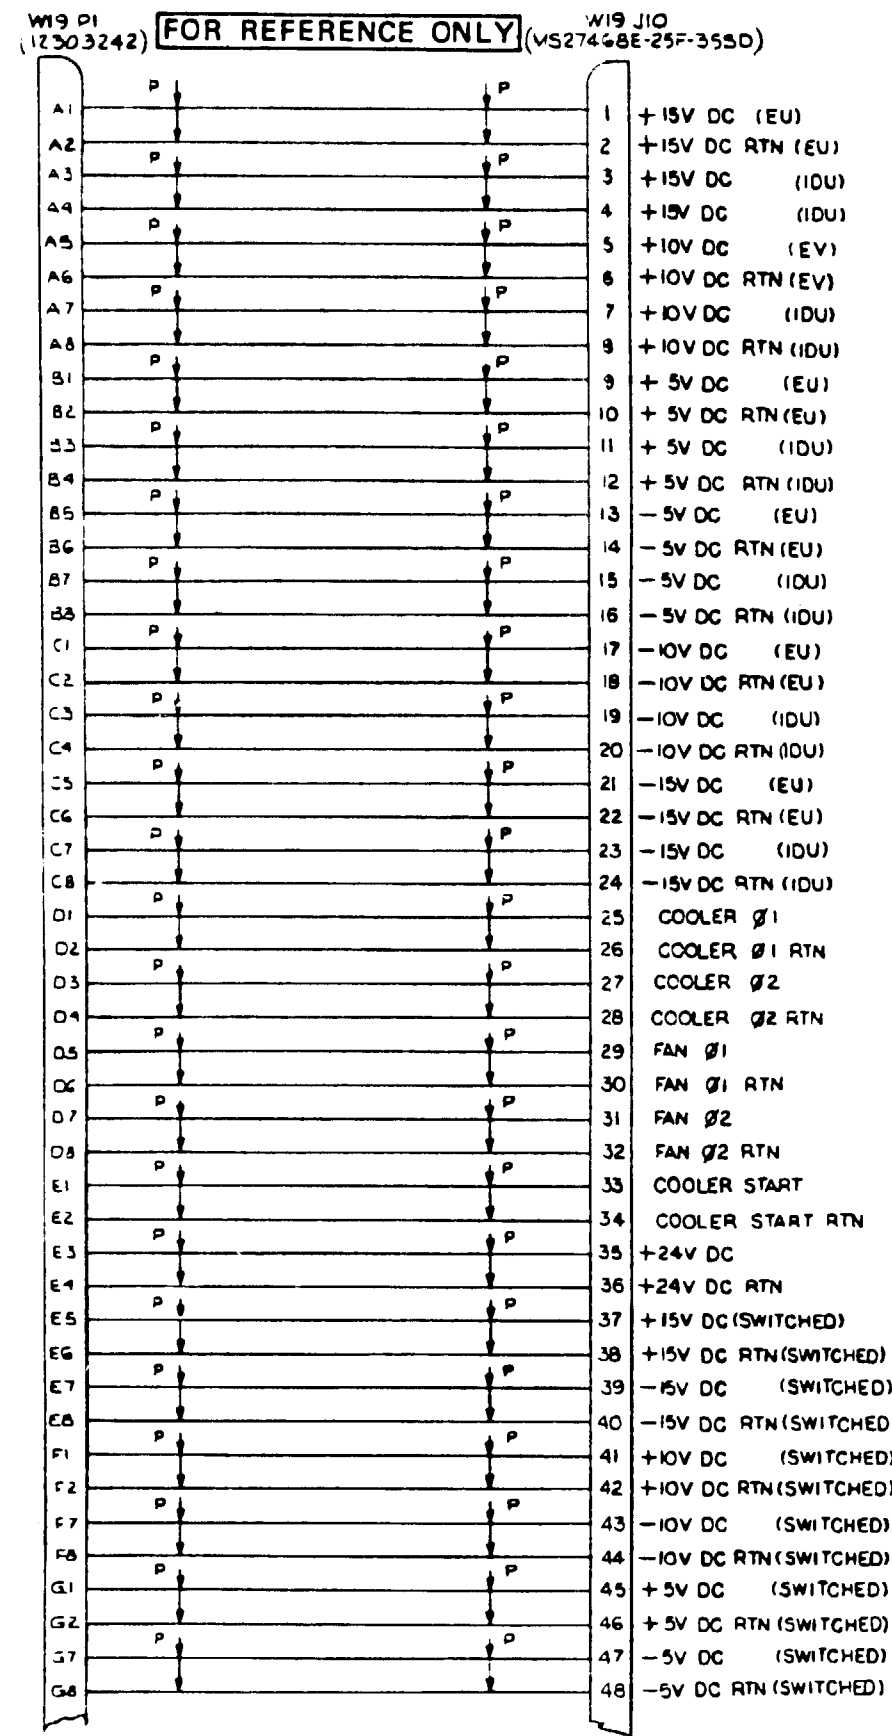 W19 P1
(12303242)
FOR REFERENCE ONLY
W19 J10
(MS27468E-25F-35SD)
P P
A1 1 +15V DC (EU)
A2 2 +15V DC RTN (EU)
P P
A3 3 +15V DC (IDU)
A4 4 +15V DC (IDU)
P P
A5 5 +10V DC (EV)
A6 6 +10V DC RTN (EV)
P P
A7 7 +10V DC (IDU)
A8 8 +10V DC RTN (IDU)
P P
B1 9 + 5V DC (EU)
B2 10 + 5V DC RTN (EU)
P P
B3 11 + 5V DC (IDU)
B4 12 + 5V DC RTN (IDU)
P P
B5 13 - 5V DC (EU)
B6 14 - 5V DC RTN (EU)
P P
B7 15 - 5V DC (IDU)
B8 16 - 5V DC RTN (IDU)
P P
C1 17 -10V DC (EU)
C2 18 -10V DC RTN (EU)
P P
C3 19 -10V DC (IDU)
C4 20 -10V DC RTN (IDU)
P P
C5 21 -15V DC (EU)
C6 22 -15V DC RTN (EU)
P P
C7 23 -15V DC (IDU)
C8 24 -15V DC RTN (IDU)
P P
D1 25 COOLER Ø1
D2 26 COOLER Ø1 RTN
P P
D3 27 COOLER Ø2
D4 28 COOLER Ø2 RTN
P P
D5 29 FAN Ø1
D6 30 FAN Ø1 RTN
P P
D7 31 FAN Ø2
D8 32 FAN Ø2 RTN
P P
E1 33 COOLER START
E2 34 COOLER START RTN
P P
E3 35 +24V DC
E4 36 +24V DC RTN
P P
E5 37 +15V DC (SWITCHED)
E6 38 +15V DC RTN (SWITCHED)
P P
E7 39 -15V DC (SWITCHED)
E8 40 -15V DC RTN (SWITCHED
P P
F1 41 +10V DC (SWITCHED)
F2 42 +10V DC RTN (SWITCHED)
P P
F7 43 -10V DC (SWITCHED)
F8 44 -10V DC RTN (SWITCHED)
P P
G1 45 + 5V DC (SWITCHED)
G2 46 + 5V DC RTN (SWITCHED)
P P
G7 47 -5V DC (SWITCHED)
G8 48 -5V DC RTN (SWITCHED)